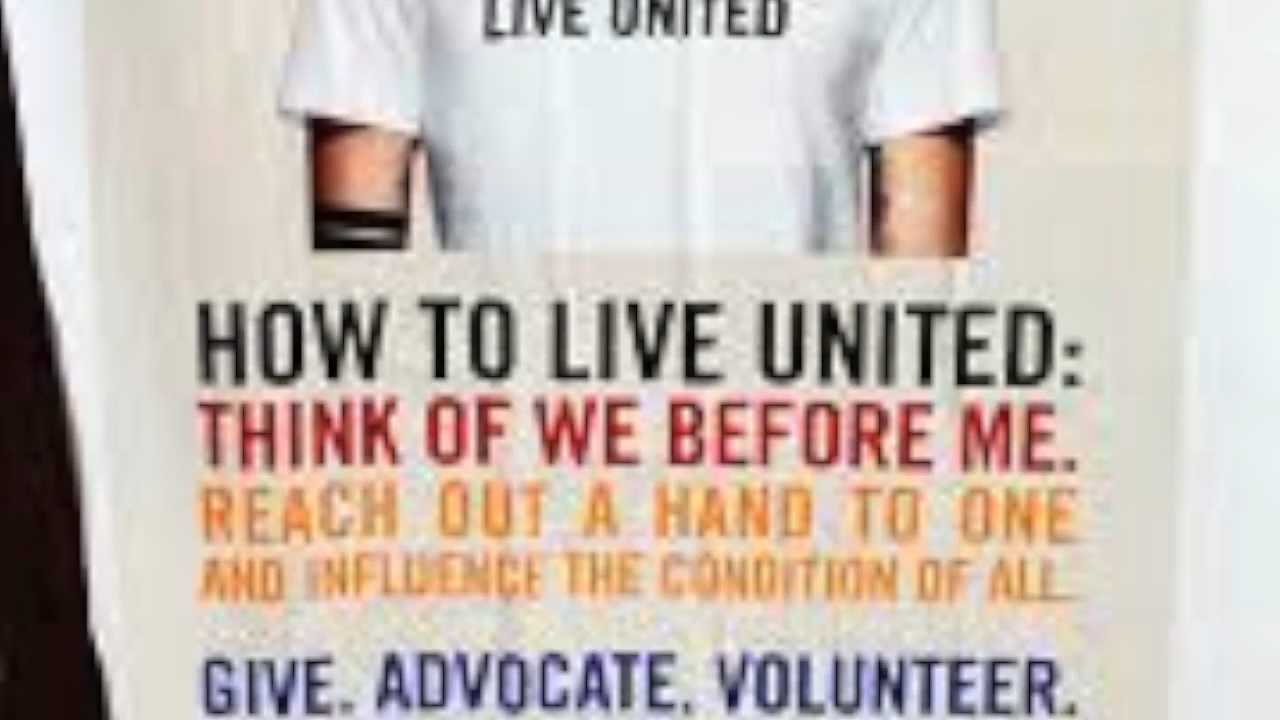 LIVE UNITED
HOW TO LIVE UNITED:
THINK OF WE BEFORE ME.
REACH OUT A HAND TO ONE
AND INFLUENCE THE CONDITION OF ALL.
GIVE. ADVOCATE. VOLUNTEER.